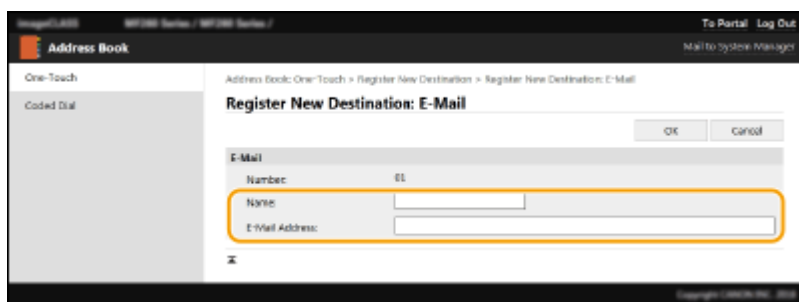 To Portal Log Out
Address Book
Mail to System Manager
One-Touch
Coded Dial
Address Book: One-Touch > Register New Destination > Register New Destination: E-Mail
Register New Destination: E-Mail
OK Cancel
E-Mail
Number: 01
Name:
E-Mail Address: